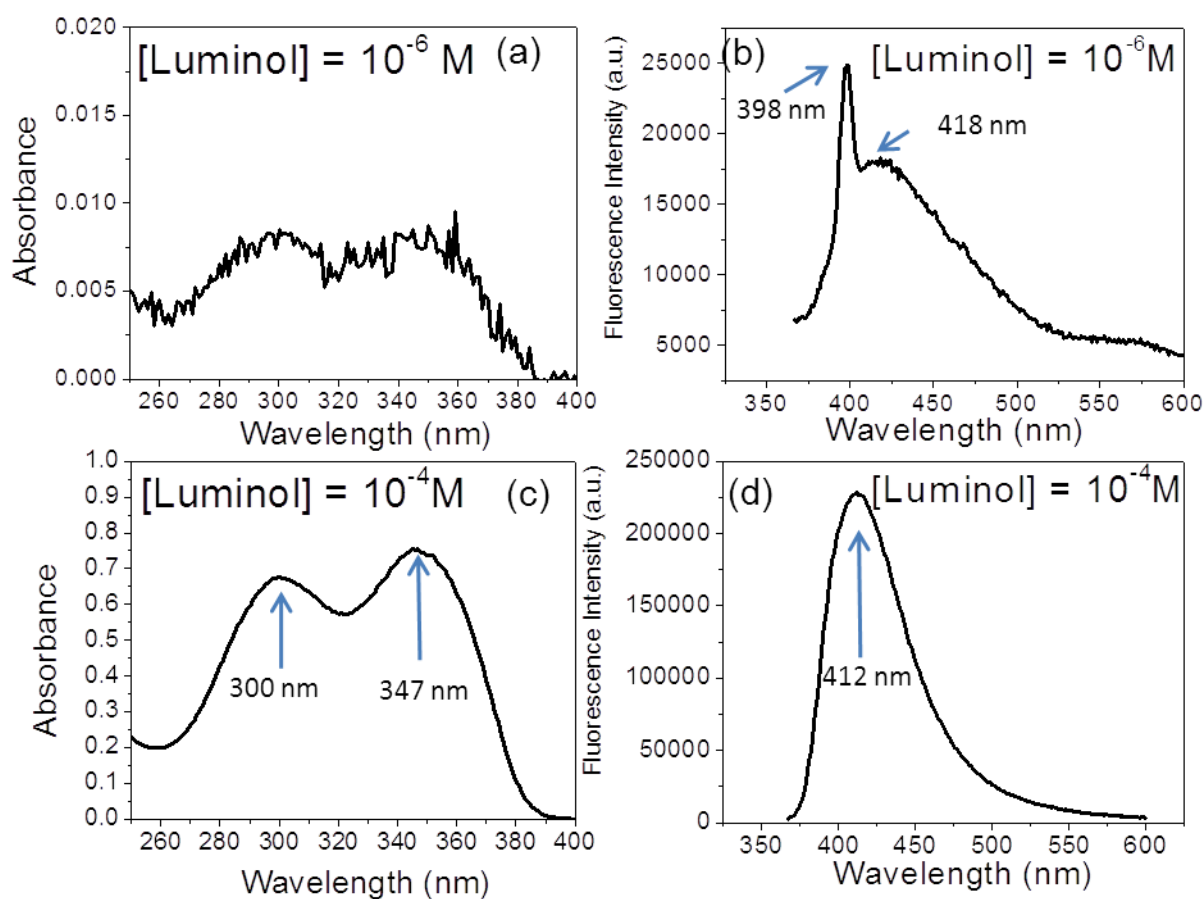 [Luminol] = 10⁻⁶ M
(a)
0.020
0.015
0.010
0.005
0.000
Absorbance
260 280 300 320 340 360 380 400
Wavelength (nm)
(b)
[Luminol] = 10⁻⁶M
398 nm
418 nm
25000
20000
15000
10000
5000
Fluorescence Intensity (a.u.)
350 400 450 500 550 600
Wavelength (nm)
[Luminol] = 10⁻⁴M
(c)
300 nm
347 nm
1.0
0.9
0.8
0.7
0.6
0.5
0.4
0.3
0.2
0.1
0.0
Absorbance
260 280 300 320 340 360 380 400
Wavelength (nm)
(d)
[Luminol] = 10⁻⁴M
412 nm
250000
200000
150000
100000
50000
0
Fluorescence Intensity (a.u.)
350 400 450 500 550 600
Wavelength (nm)